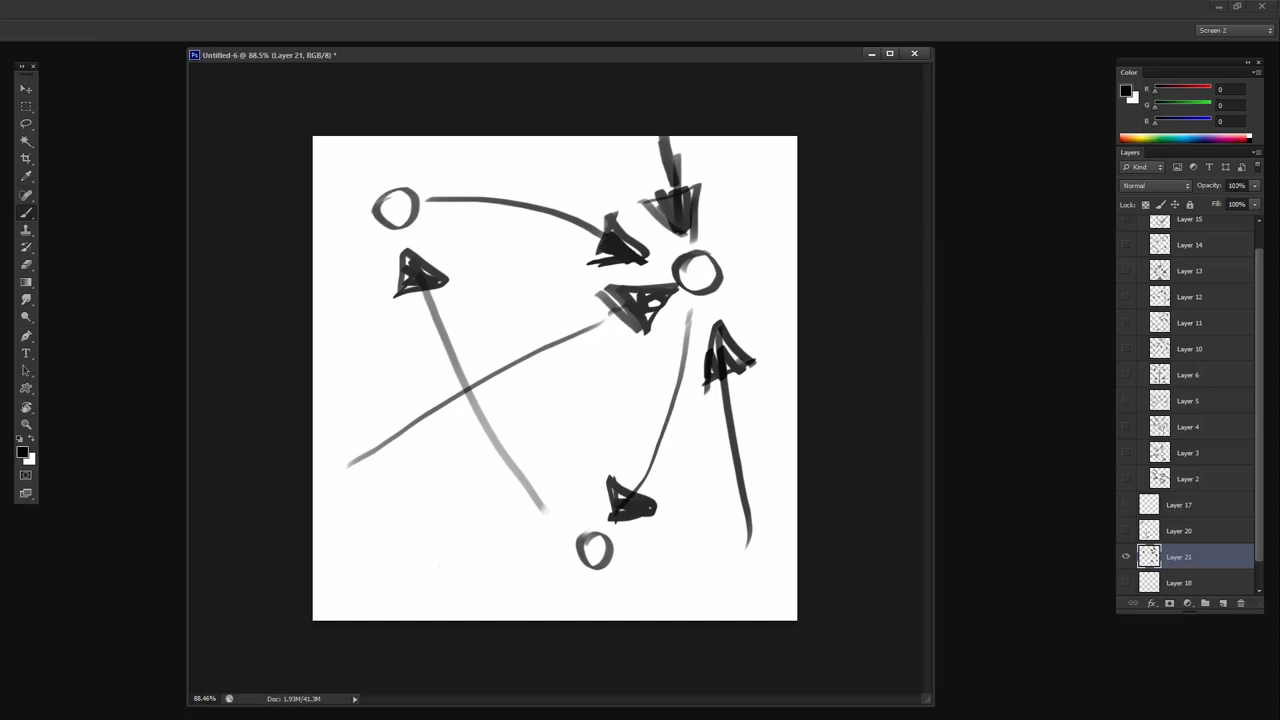 Screen 2
Ps Untitled-6 @ 88.5% (Layer 21, RGB/8) *
Color
R 0
G 0
B 0
Layers
Kind
Normal Opacity: 100%
Lock: Fill: 100%
Layer 15
Layer 14
Layer 13
Layer 12
Layer 11
Layer 10
Layer 6
Layer 5
Layer 4
Layer 3
Layer 2
Layer 17
Layer 20
Layer 21
Layer 18
fx
88.46% Doc: 1.93M/41.3M